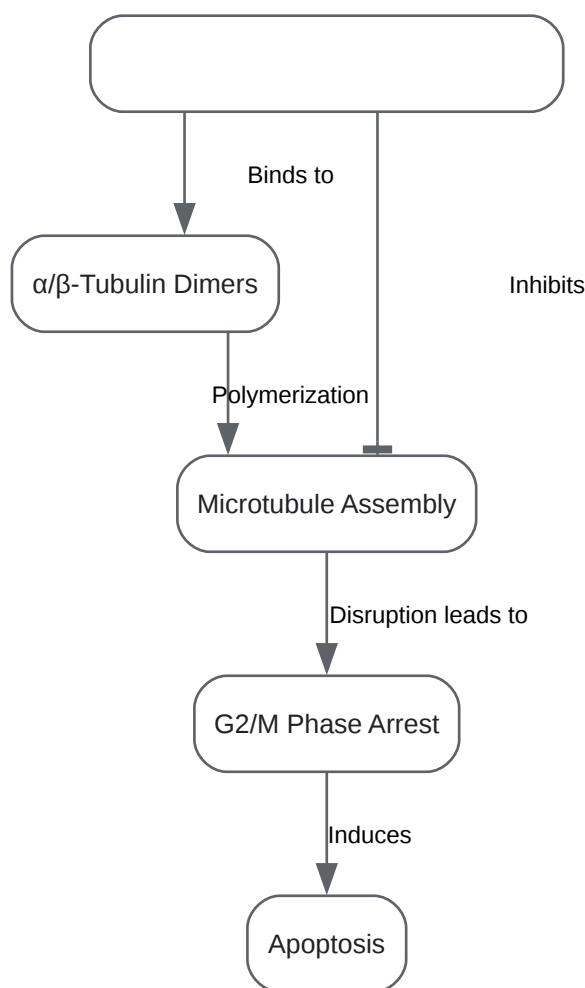 Binds to
α/β-Tubulin Dimers
Inhibits
Polymerization
Microtubule Assembly
Disruption leads to
G2/M Phase Arrest
Induces
Apoptosis